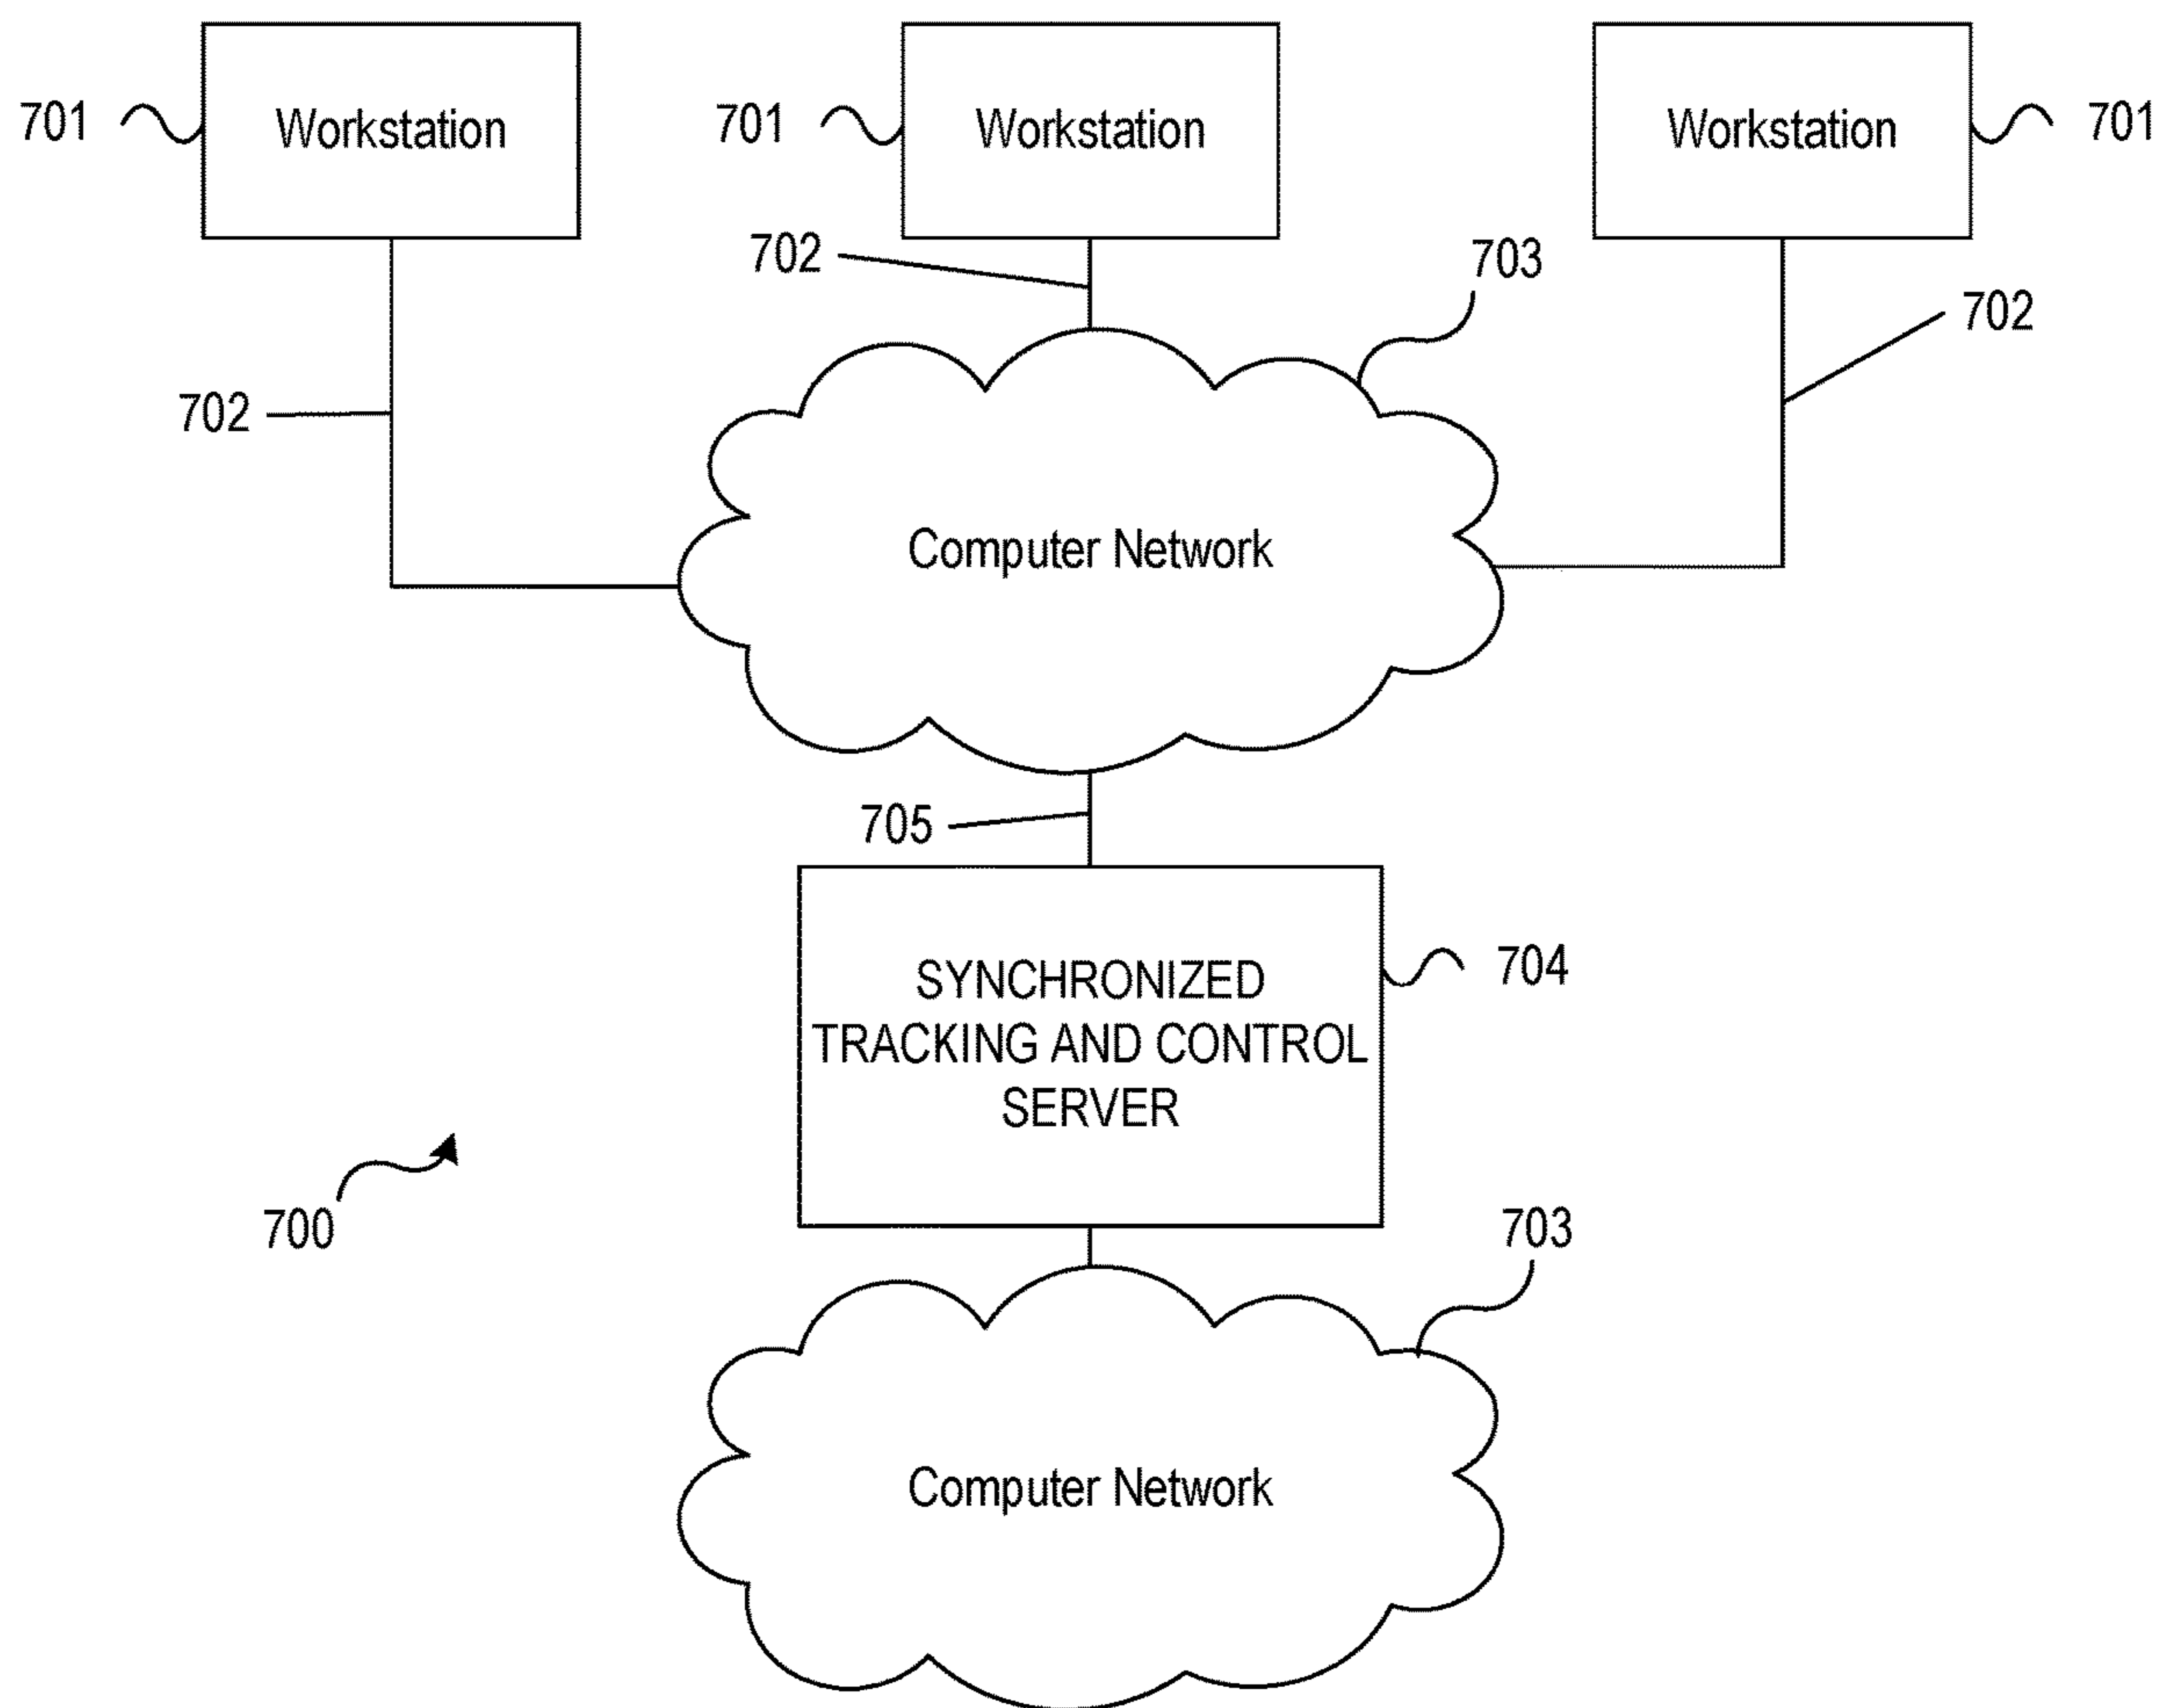 701
Workstation
701
Workstation
Workstation
701
702
703
702
702
Computer Network
705
SYNCHRONIZED
TRACKING AND CONTROL
SERVER
704
700
703
Computer Network